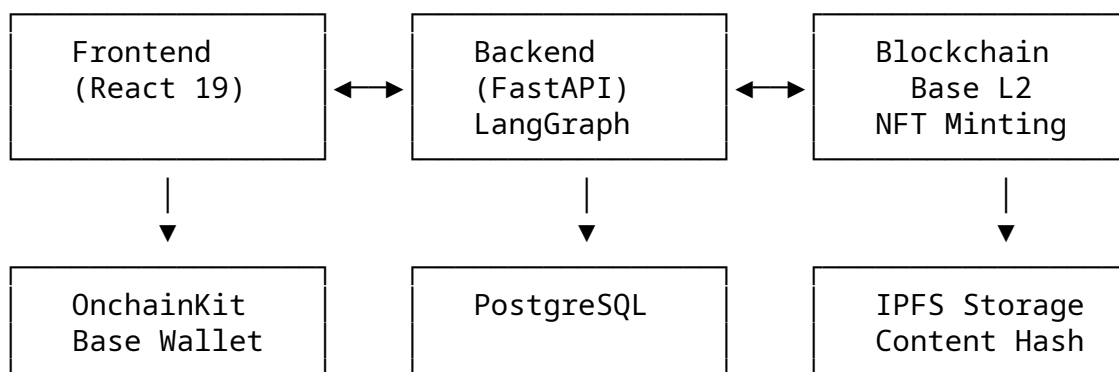 Frontend
(React 19)
Backend
(FastAPI)
LangGraph
Blockchain
Base L2
NFT Minting
OnchainKit
Base Wallet
PostgreSQL
IPFS Storage
Content Hash